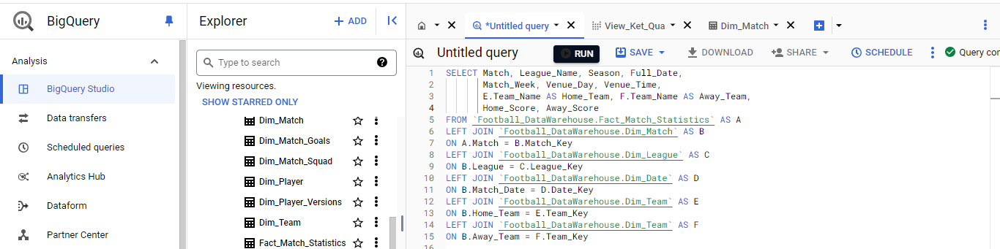 BigQuery
Analysis
BigQuery Studio
Data transfers
Scheduled queries
Analytics Hub
Dataform
Partner Center
Explorer
+ ADD
Type to search
Viewing resources.
SHOW STARRED ONLY
Dim_Match
Dim_Match_Goals
Dim_Match_Squad
Dim_Player
Dim_Player_Versions
Dim_Team
Fact_Match_Statistics
*Untitled query
View_Ket_Qua
Dim_Match
Untitled query
RUN
SAVE
DOWNLOAD
SHARE
SCHEDULE
Query com
1 SELECT Match, League_Name, Season, Full_Date,
2 Match_Week, Venue_Day, Venue_Time,
3 E.Team_Name AS Home_Team, F.Team_Name AS Away_Team,
4 Home_Score, Away_Score
5 FROM `Football_DataWarehouse.Fact_Match_Statistics` AS A
6 LEFT JOIN `Football_DataWarehouse.Dim_Match` AS B
7 ON A.Match = B.Match_Key
8 LEFT JOIN `Football_DataWarehouse.Dim_League` AS C
9 ON B.League = C.League_Key
10 LEFT JOIN `Football_DataWarehouse.Dim_Date` AS D
11 ON B.Match_Date = D.Date_Key
12 LEFT JOIN `Football_DataWarehouse.Dim_Team` AS E
13 ON B.Home_Team = E.Team_Key
14 LEFT JOIN `Football_DataWarehouse.Dim_Team` AS F
15 ON B.Away_Team = F.Team_Key
16